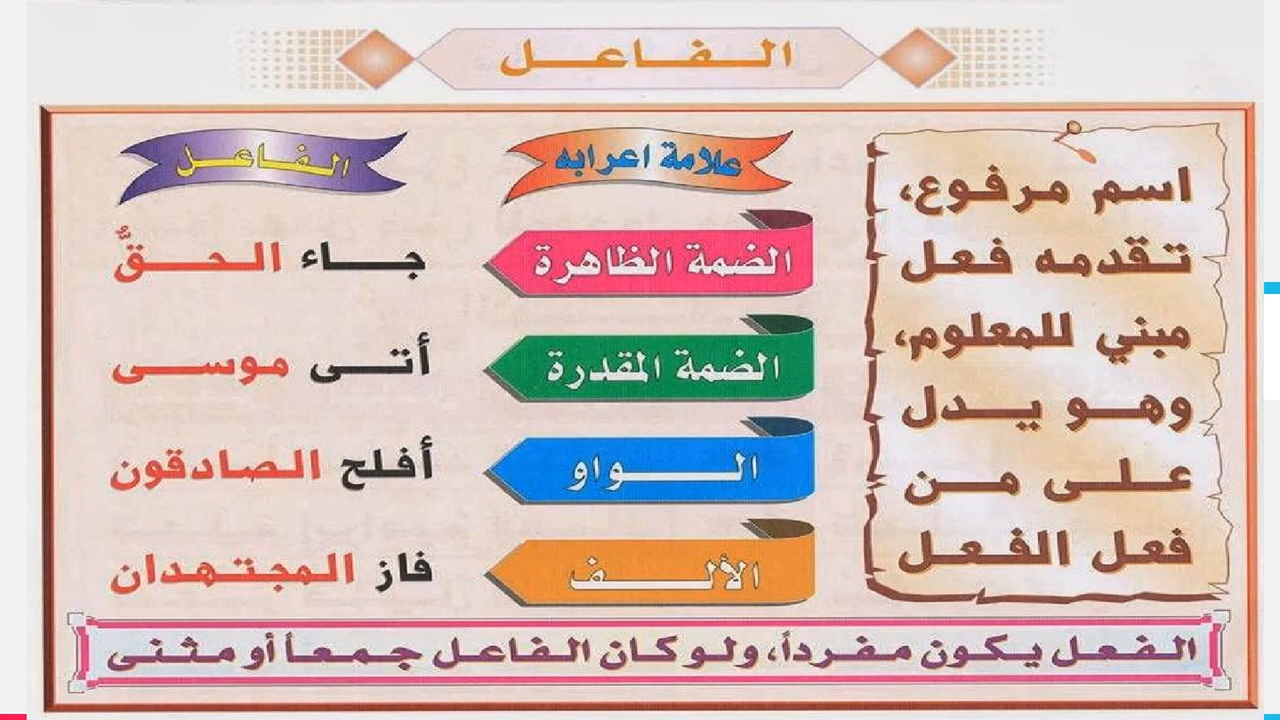 الفاعل
اسم مرفوع،
تقدمه فعل
مبني للمعلوم،
وهو يدل
على من
فعل الفعل
علامة اعرابه
الفاعل
الضمة الظاهرة
جاء الحقُّ
الضمة المقدرة
أتى موسى
الواو
أفلح الصادقون
الألف
فاز المجتهدان
الفعل يكون مفرداً، ولو كان الفاعل جمعاً أو مثنى